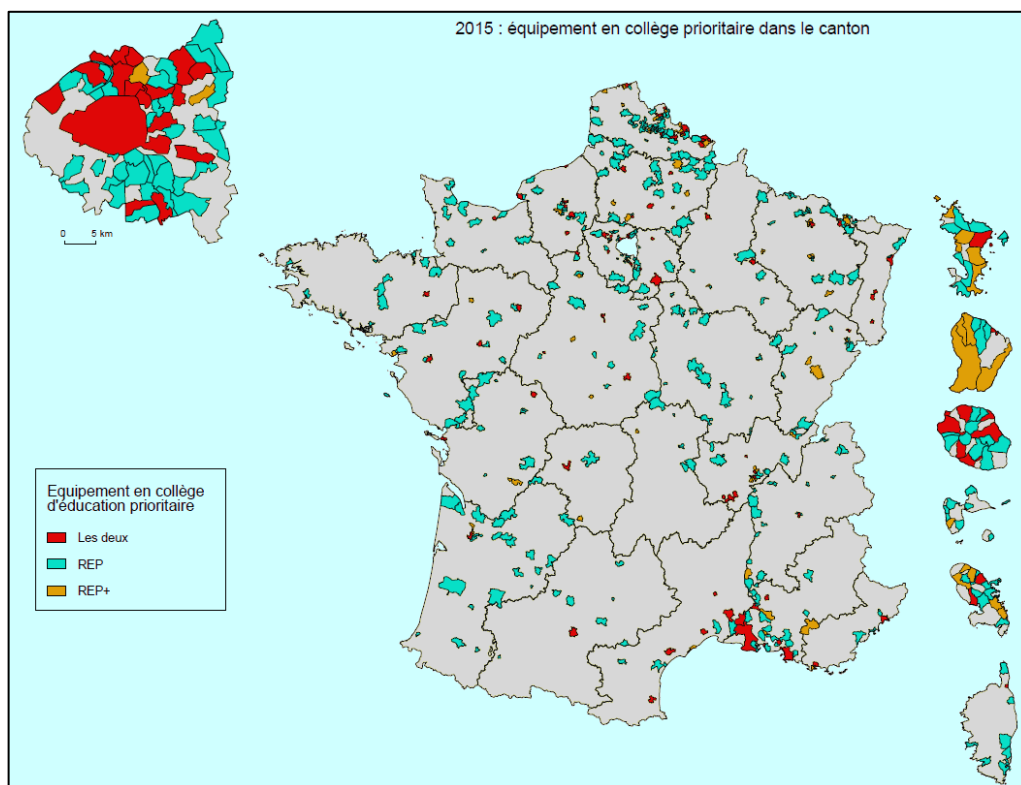 2015 : équipement en collège prioritaire dans le canton
0 5 km
Equipement en collège
d'éducation prioritaire
Les deux
REP
REP+